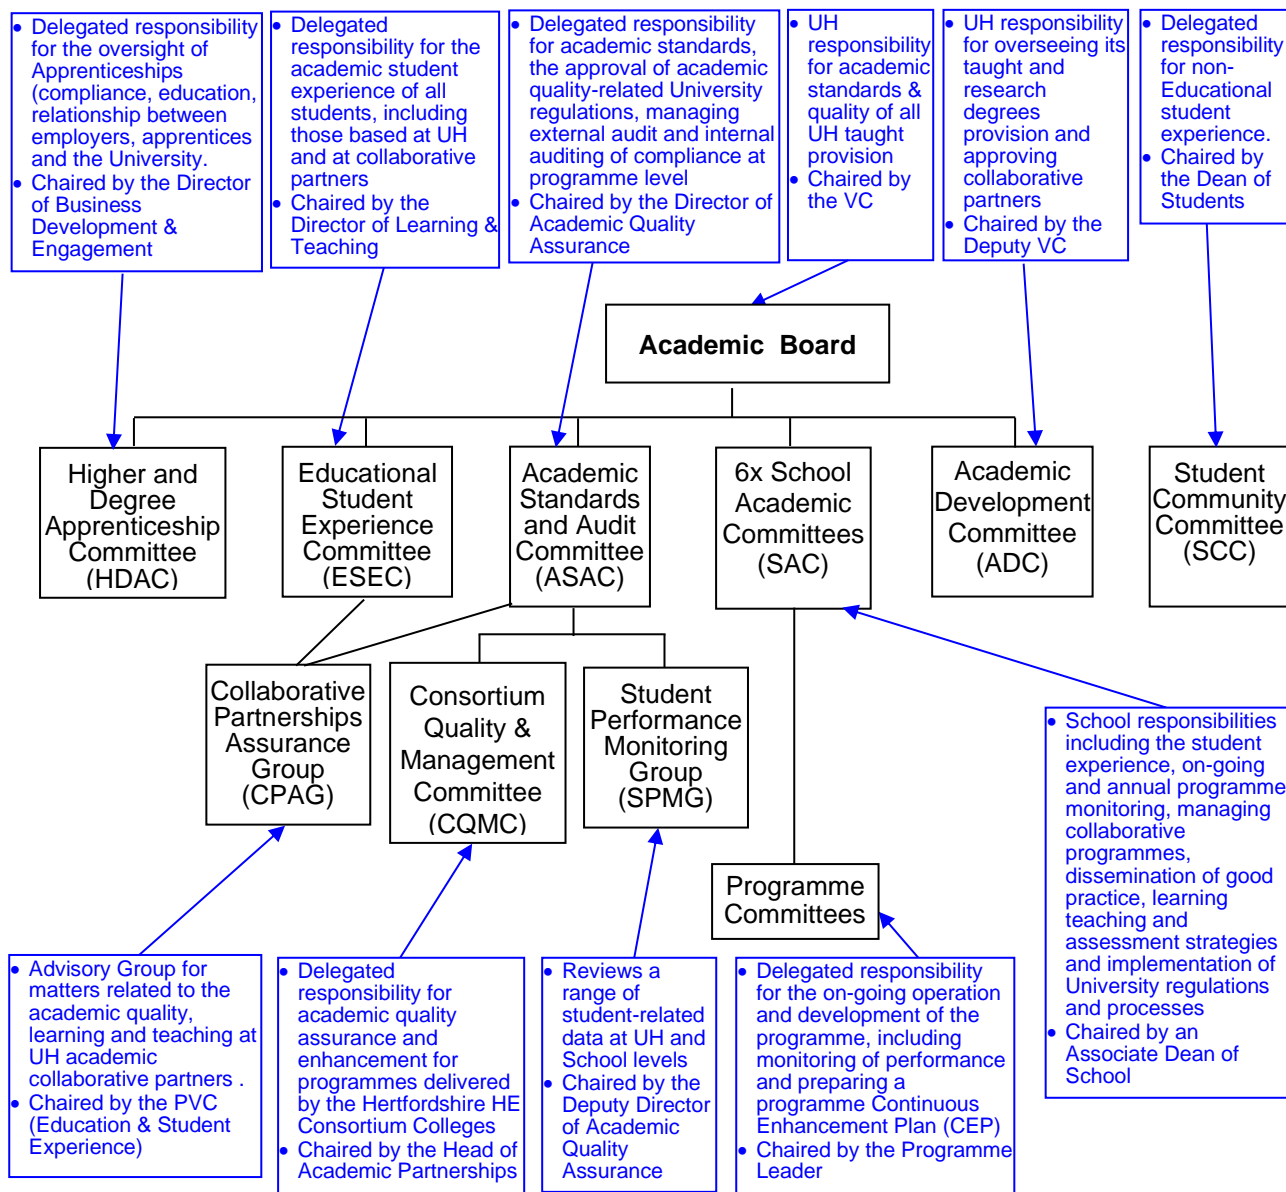 • Delegated responsibility
for the oversight of
Apprenticeships
(compliance, education,
relationship between
employers, apprentices
and the University.
• Chaired by the Director
of Business
Development &
Engagement
• Delegated
responsibility for the
academic student
experience of all
students, including
those based at UH
and at collaborative
partners
• Chaired by the
Director of Learning &
Teaching
• Delegated responsibility
for academic standards,
the approval of academic
quality-related University
regulations, managing
external audit and internal
auditing of compliance at
programme level
• Chaired by the Director of
Academic Quality
Assurance
• UH
responsibility
for academic
standards &
quality of all
UH taught
provision
• Chaired by
the VC
• UH responsibility
for overseeing its
taught and
research
degrees
provision and
approving
collaborative
partners
• Chaired by the
Deputy VC
• Delegated
responsibility
for non-
Educational
student
experience.
• Chaired by
the Dean of
Students
Academic Board
Higher and
Degree
Apprenticeship
Committee
(HDAC)
Educational
Student
Experience
Committee
(ESEC)
Academic
Standards
and Audit
Committee
(ASAC)
6x School
Academic
Committees
(SAC)
Academic
Development
Committee
(ADC)
Student
Community
Committee
(SCC)
Collaborative
Partnerships
Assurance
Group
(CPAG)
Consortium
Quality &
Management
Committee
(CQMC)
Student
Performance
Monitoring
Group
(SPMG)
Programme
Committees
• School responsibilities
including the student
experience, on-going
and annual programme
monitoring, managing
collaborative
programmes,
dissemination of good
practice, learning
teaching and
assessment strategies
and implementation of
University regulations
and processes
• Chaired by an
Associate Dean of
School
• Advisory Group for
matters related to the
academic quality,
learning and teaching at
UH academic
collaborative partners .
• Chaired by the PVC
(Education & Student
Experience)
• Delegated
responsibility for
academic quality
assurance and
enhancement for
programmes delivered
by the Hertfordshire HE
Consortium Colleges
• Chaired by the Head of
Academic Partnerships
• Reviews a
range of
student-related
data at UH and
School levels
• Chaired by the
Deputy Director
of Academic
Quality
Assurance
• Delegated responsibility
for the on-going operation
and development of the
programme, including
monitoring of performance
and preparing a
programme Continuous
Enhancement Plan (CEP)
• Chaired by the Programme
Leader